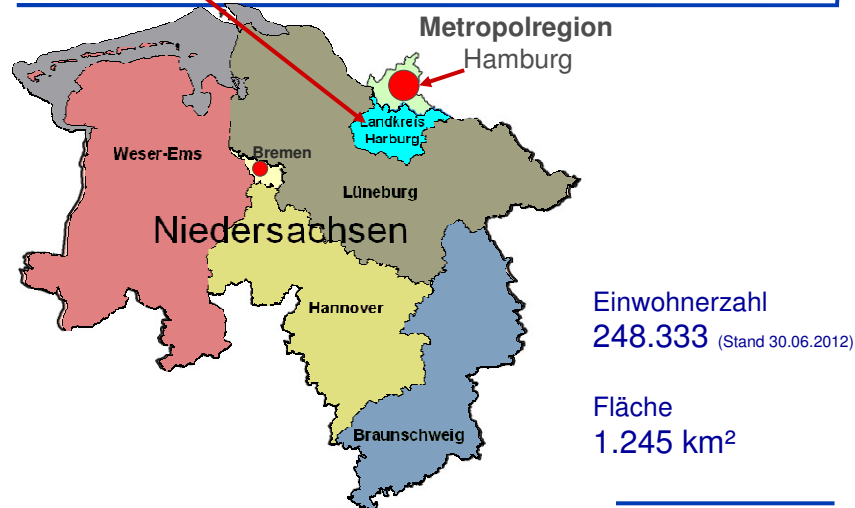 Metropolregion
Hamburg
Landkreis
Harburg
Weser-Ems
Bremen
Lüneburg
Niedersachsen
Hannover
Einwohnerzahl
248.333 (Stand 30.06.2012)
Fläche
1.245 km²
Braunschweig